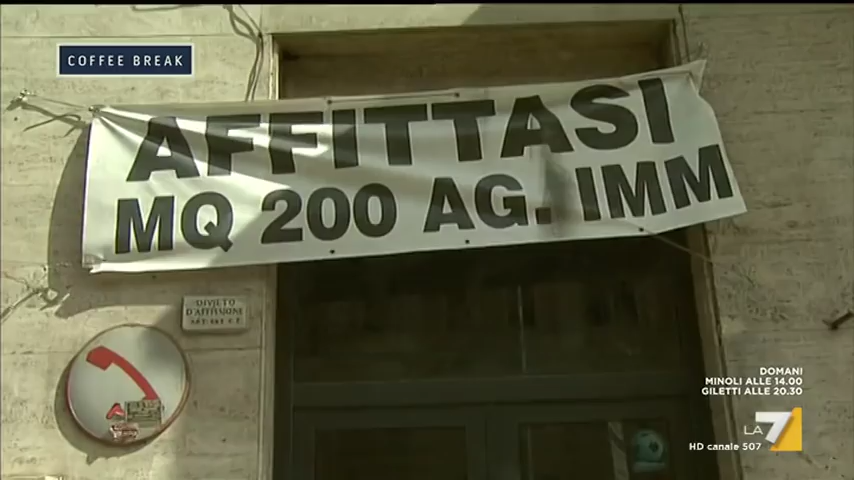 COFFEE BREAK
AFFITTASI
MQ 200 AG. IMM
DIVIETO
D'AFFISSIONE
DOMANI
MINOLI ALLE 14.00
GILETTI ALLE 20.30
LA7
HD canale 507